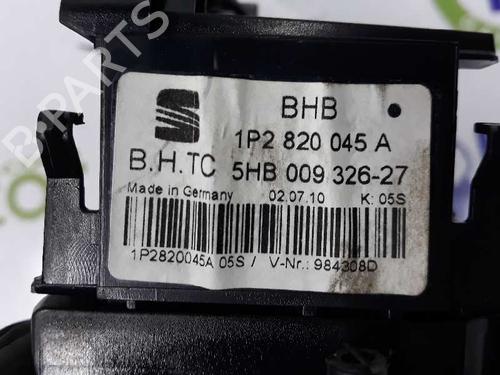 BHB
1P2 820 045 A
B.H.TC 5HB 009 326-27
Made in Germany 02.07.10 K: 05S
1P2820045A 05S / V-Nr.: 984308D
B PARTS